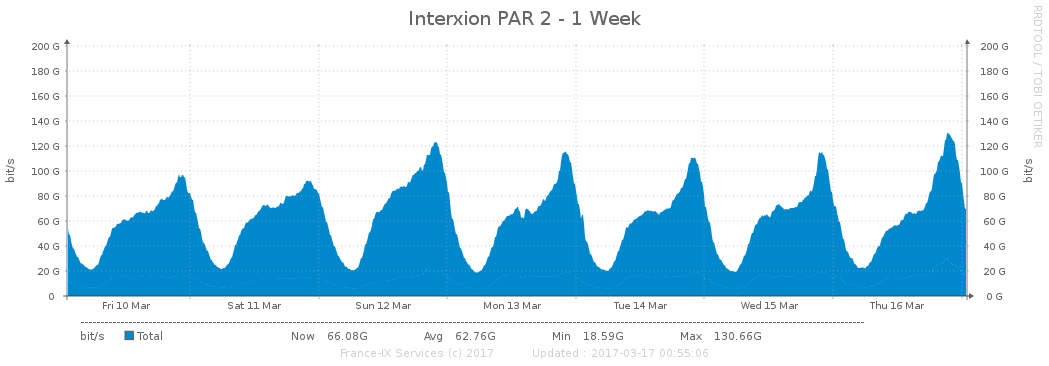 Interxion PAR 2 - 1 Week
RRDTOOL / TOBI OETIKER
bit/s
200 G 200 G
180 G 180 G
160 G 160 G
140 G 140 G
120 G 120 G
100 G 100 G
80 G 80 G
60 G 60 G
40 G 40 G
20 G 20 G
0 0 G
bit/s
Fri 10 Mar Sat 11 Mar Sun 12 Mar Mon 13 Mar Tue 14 Mar Wed 15 Mar Thu 16 Mar
bit/s Total Now 66.08G Avg 62.76G Min 18.59G Max 130.66G
France-IX Services (c) 2017 Updated : 2017-03-17 00:55:06